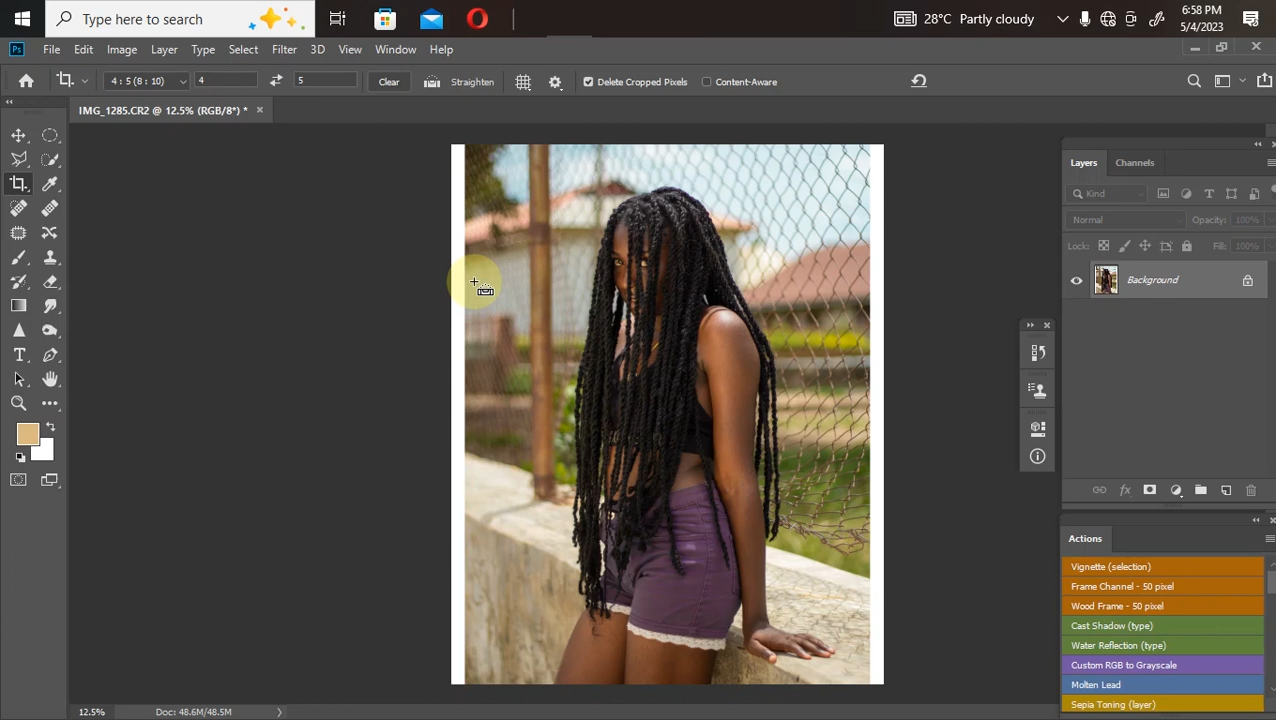 Type here to search
28°C Partly cloudy
6:58 PM
5/4/2023
Ps File Edit Image Layer Type Select Filter 3D View Window Help
4 : 5 (8 : 10) 4 5 Clear Straighten Delete Cropped Pixels Content-Aware
IMG_1285.CR2 @ 12.5% (RGB/8*) *
Layers Channels
Kind
Normal Opacity: 100%
Lock: Fill: 100%
Background
Actions
Vignette (selection)
Frame Channel - 50 pixel
Wood Frame - 50 pixel
Cast Shadow (type)
Water Reflection (type)
Custom RGB to Grayscale
Molten Lead
Sepia Toning (layer)
12.5% Doc: 48.6M/48.5M